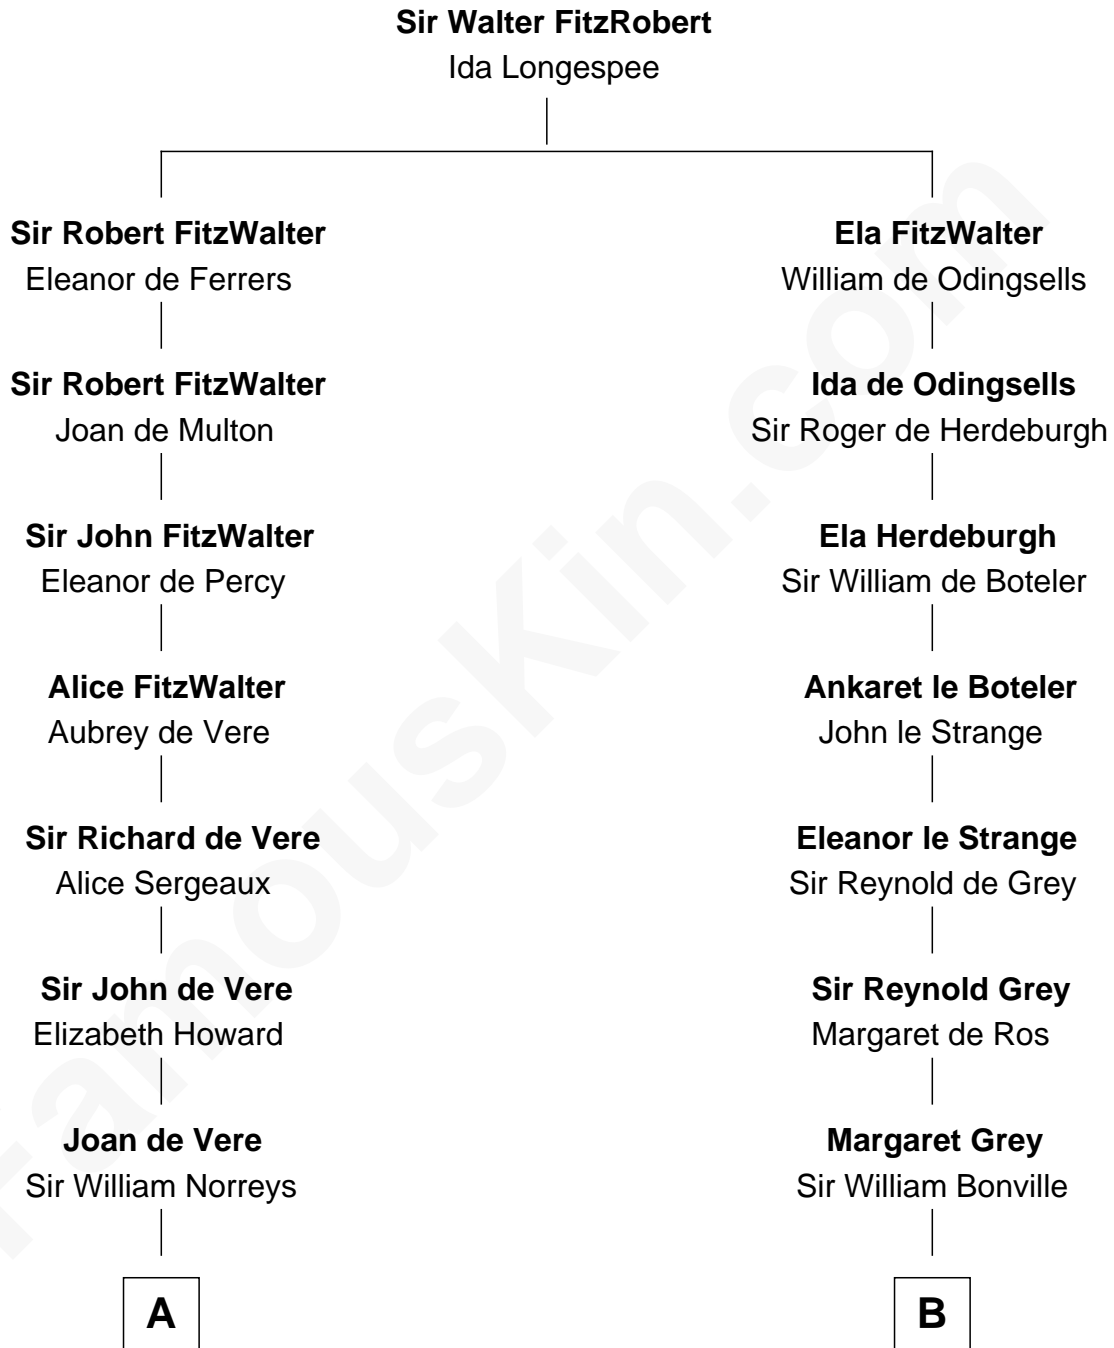 Sir Walter FitzRobert
Ida Longespee
Sir Robert FitzWalter
Eleanor de Ferrers
Ela FitzWalter
William de Odingsells
Sir Robert FitzWalter
Joan de Multon
Ida de Odingsells
Sir Roger de Herdeburgh
Sir John FitzWalter
Eleanor de Percy
Ela Herdeburgh
Sir William de Boteler
Alice FitzWalter
Aubrey de Vere
Ankaret le Boteler
John le Strange
Sir Richard de Vere
Alice Sergeaux
Eleanor le Strange
Sir Reynold de Grey
Sir John de Vere
Elizabeth Howard
Sir Reynold Grey
Margaret de Ros
Joan de Vere
Sir William Norreys
Margaret Grey
Sir William Bonville
A
B
FamousKin.com